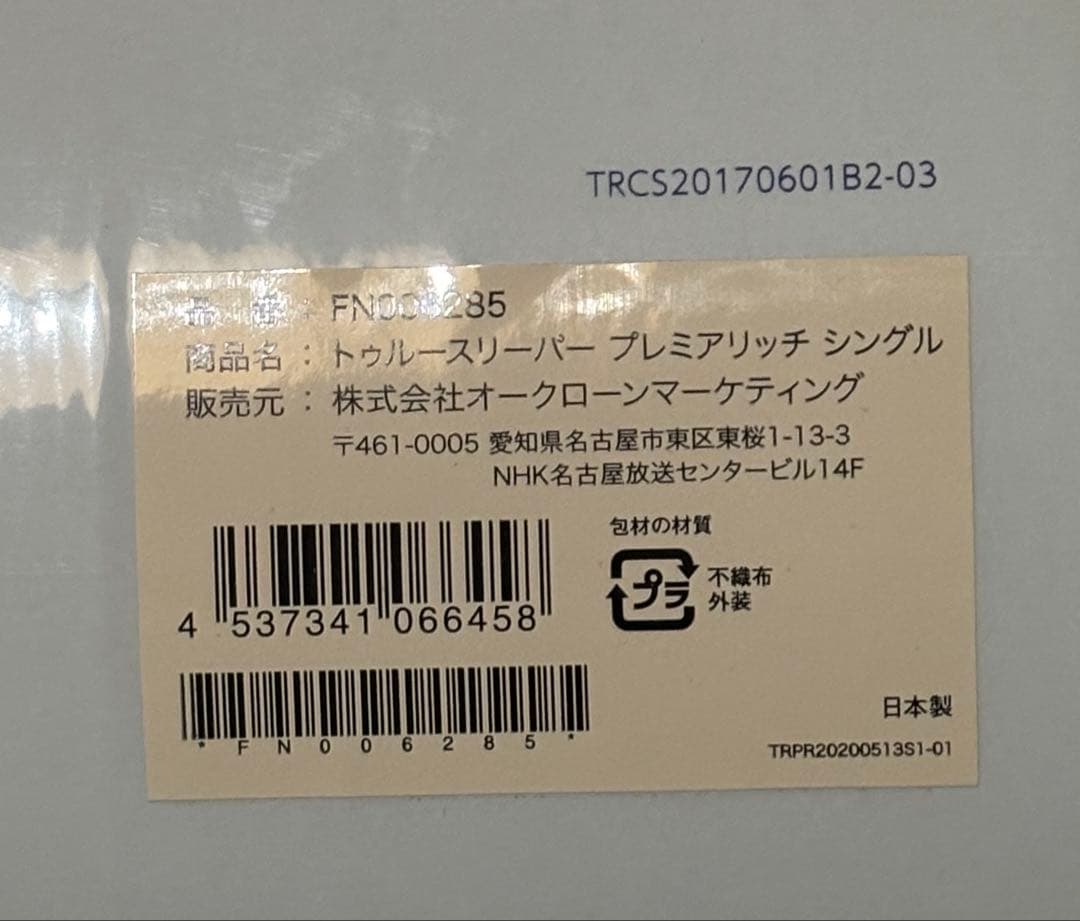 TRCS20170601B2-03
品 番 : FN006285
商品名 : トゥルースリーパー プレミアリッチ シングル
販売元 : 株式会社オークローンマーケティング
〒461-0005 愛知県名古屋市東区東桜1-13-3
NHK名古屋放送センタービル14F
包材の材質
プラ
不織布
外装
4 537341 066458
*FN006285*
日本製
TRPR20200513S1-01